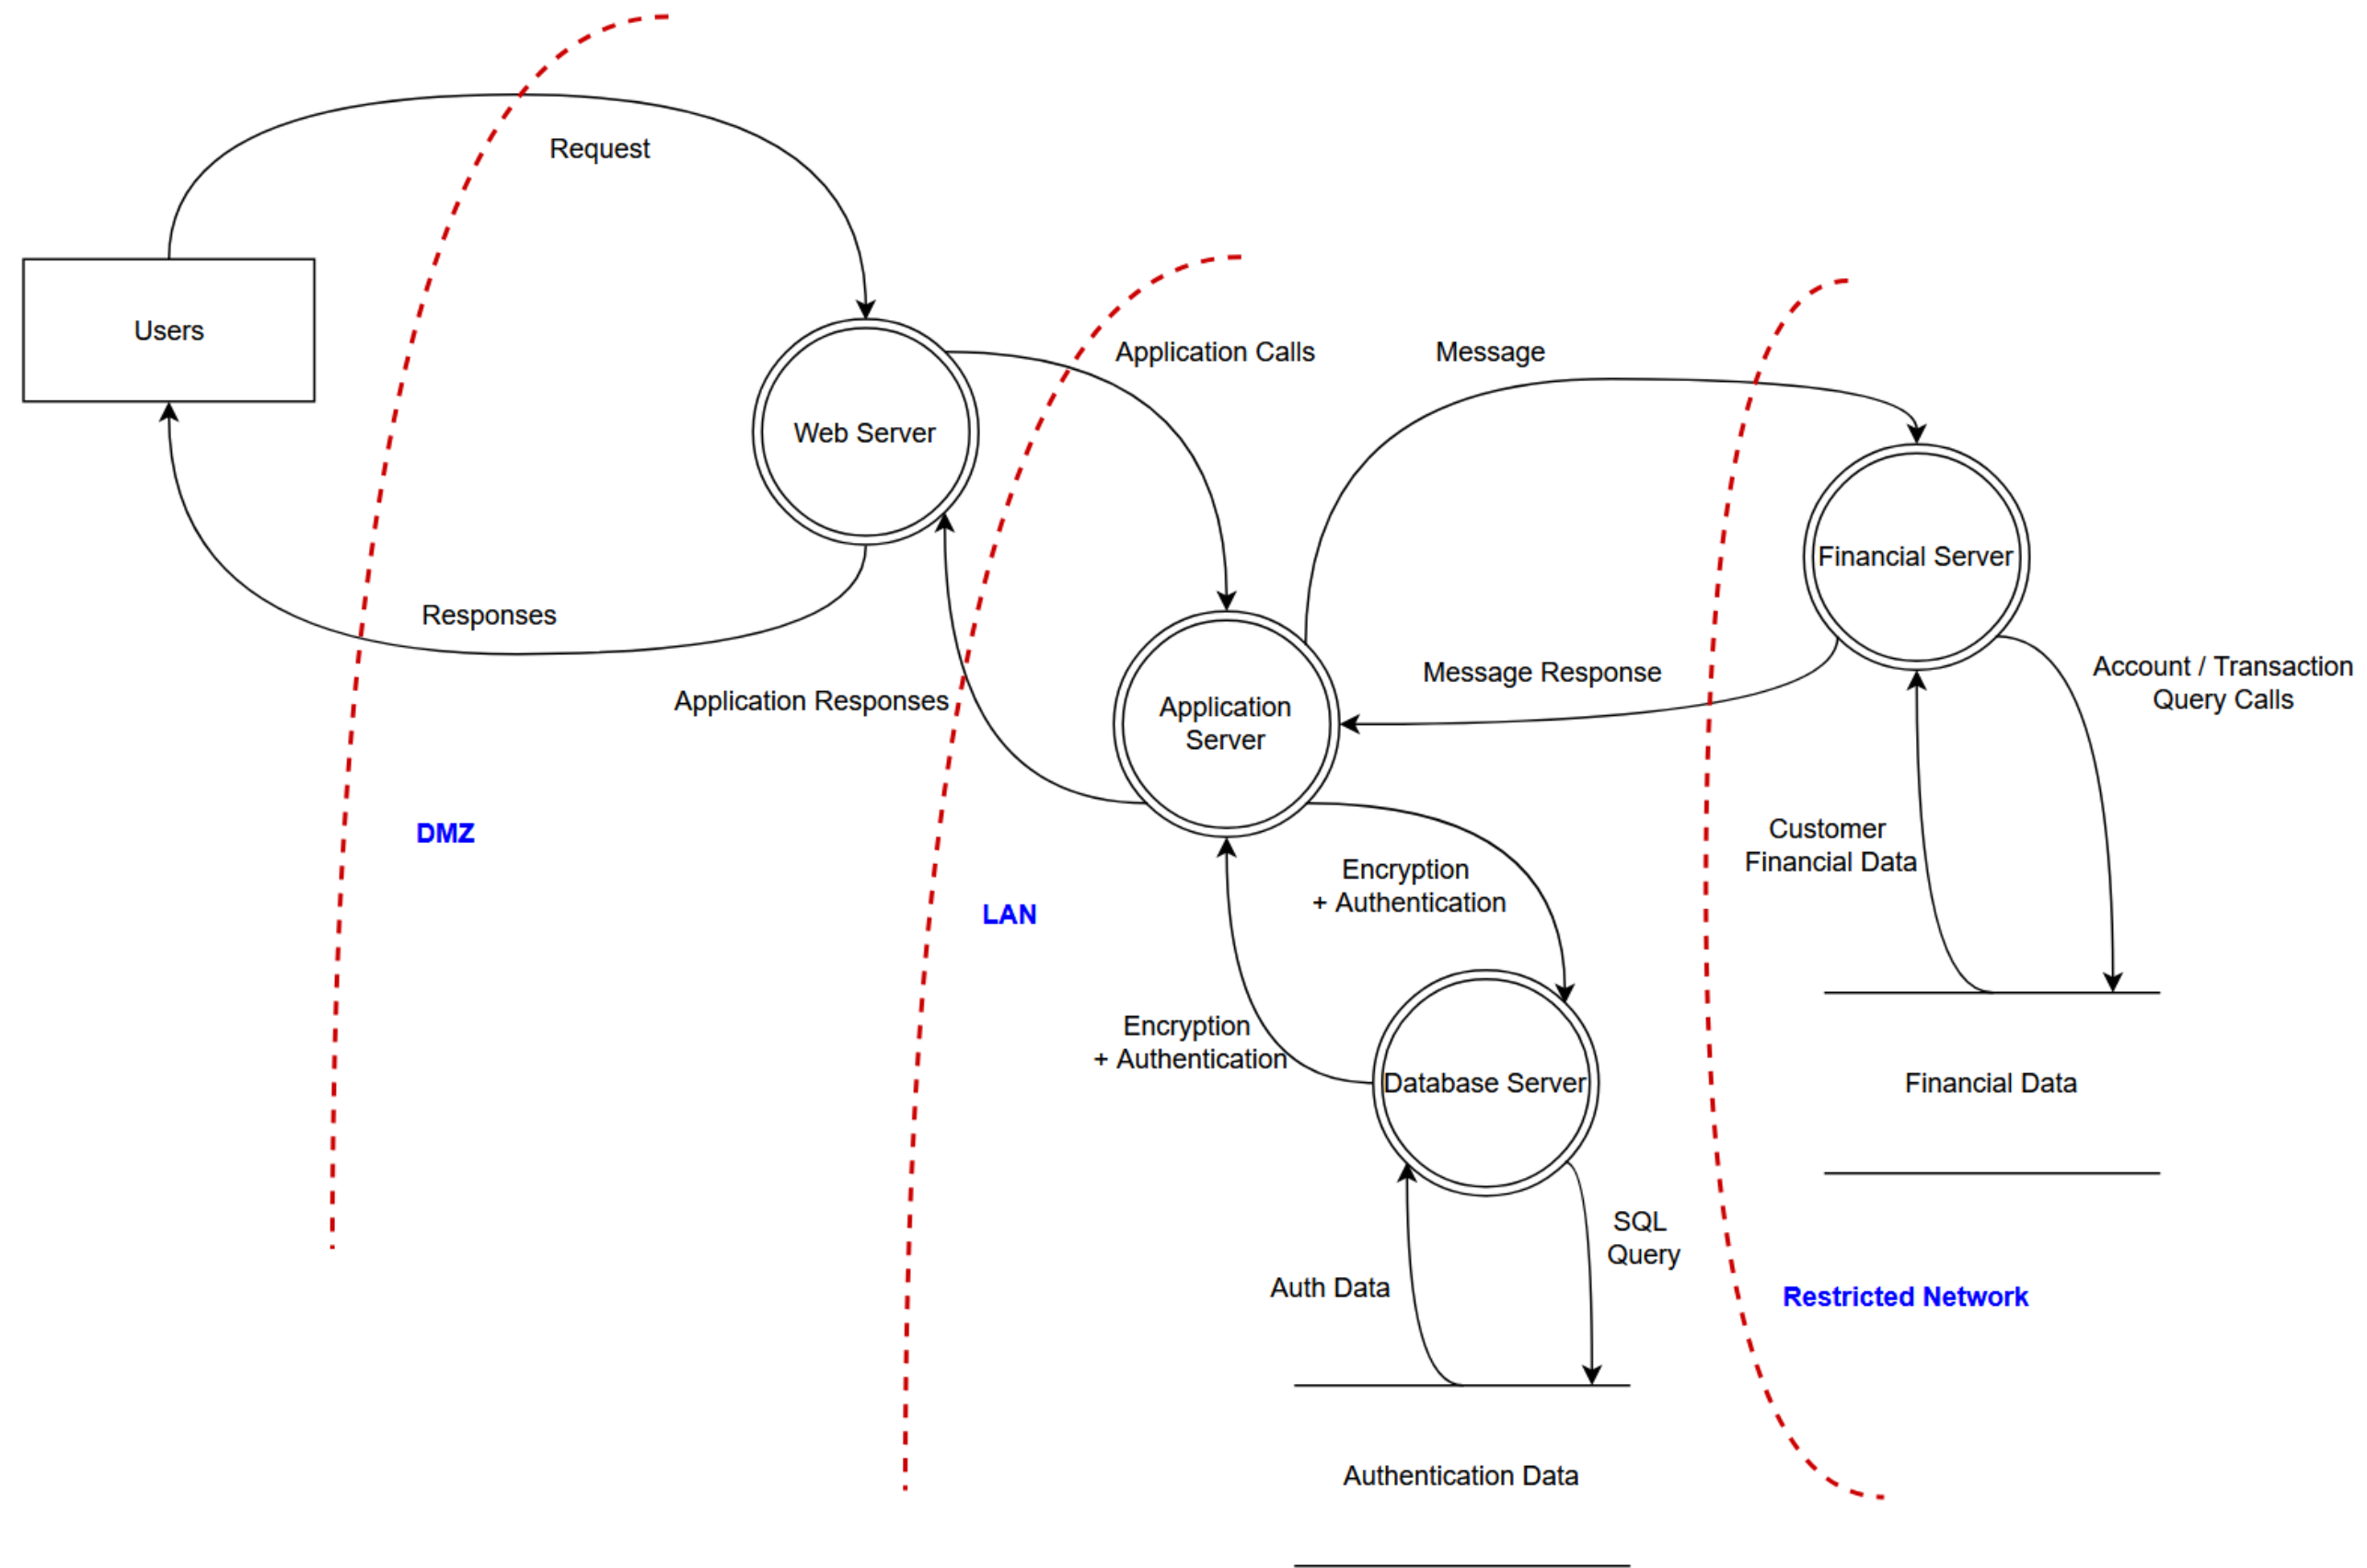 Request
Users
Application Calls
Message
Web Server
Financial Server
Responses
Message Response
Account / Transaction
Query Calls
Application Responses
Application
Server
DMZ
Customer
Financial Data
Encryption
+ Authentication
LAN
Encryption
+ Authentication
Database Server
Financial Data
SQL
Query
Auth Data
Restricted Network
Authentication Data